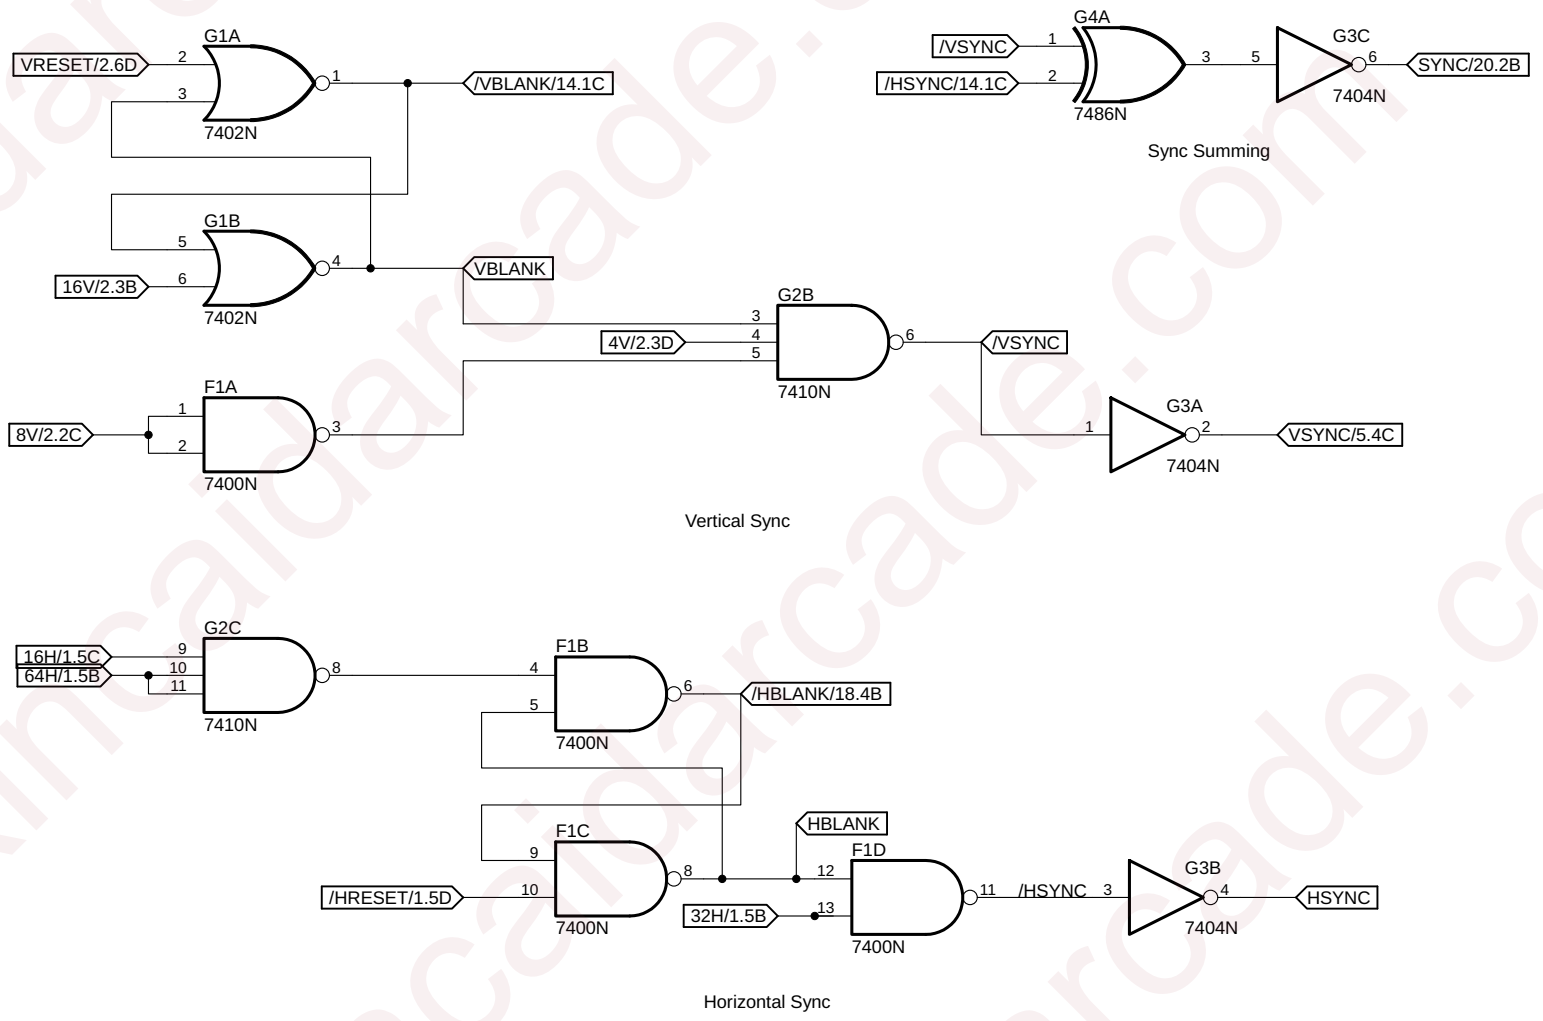 G1A
VRESET/2.6D
2
3
1
/VBLANK/14.1C
7402N
G4A
/VSYNC
1
/HSYNC/14.1C
2
3
7486N
G3C
5
6
SYNC/20.2B
7404N
Sync Summing
G1B
5
16V/2.3B
6
4
VBLANK
7402N
G2B
3
4V/2.3D
4
5
6
/VSYNC
7410N
F1A
8V/2.2C
1
2
3
7400N
G3A
1
2
VSYNC/5.4C
7404N
Vertical Sync
G2C
16H/1.5C
9
64H/1.5B
10
11
8
7410N
F1B
4
5
6
/HBLANK/18.4B
7400N
F1C
9
/HRESET/1.5D
10
8
7400N
HBLANK
F1D
12
32H/1.5B
13
11
/HSYNC
7400N
G3B
3
4
HSYNC
7404N
Horizontal Sync
kincaidarcade.com